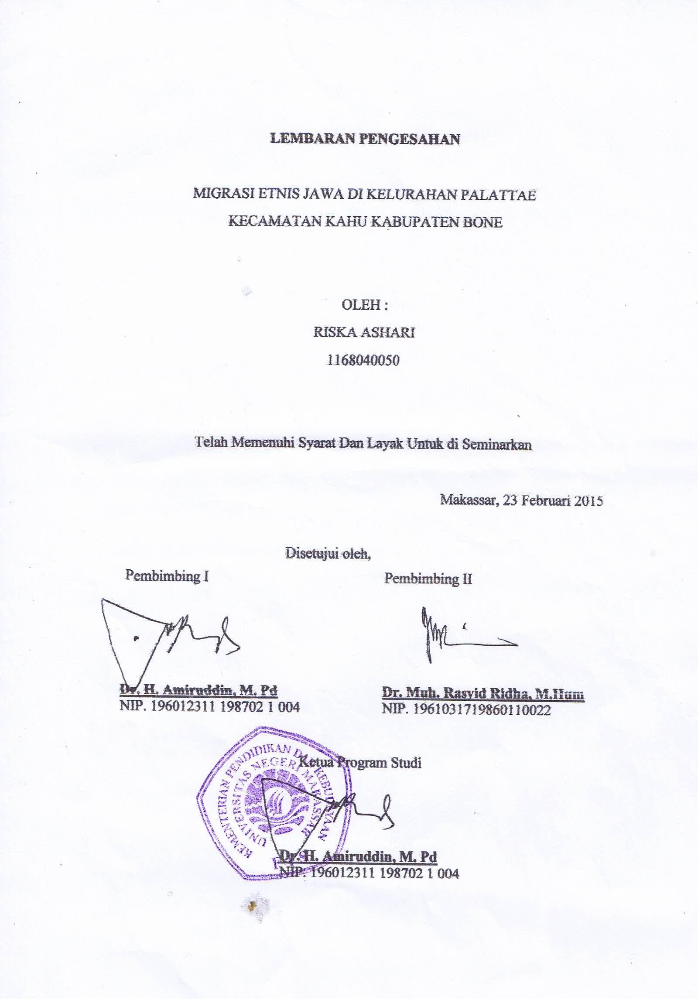 LEMBARAN PENGESAHAN
MIGRASI ETNIS JAWA DI KELURAHAN PALATTAE
KECAMATAN KAHU KABUPATEN BONE
OLEH :
RISKA ASHARI
1168040050
Telah Memenuhi Syarat Dan Layak Untuk di Seminarkan
Makassar, 23 Februari 2015
Disetujui oleh,
Pembimbing I
Pembimbing II
Dr. H. Amiruddin, M. Pd
NIP. 196012311 198702 1 004
Dr. Muh. Rasyid Ridha, M.Hum
NIP. 1961031719860110022
KEMENTERIAN PENDIDIKAN DAN KEBUDAYAAN
UNIVERSITAS NEGERI MAKASSAR
FIS
Ketua Program Studi
Dr. H. Amiruddin, M. Pd
NIP. 196012311 198702 1 004